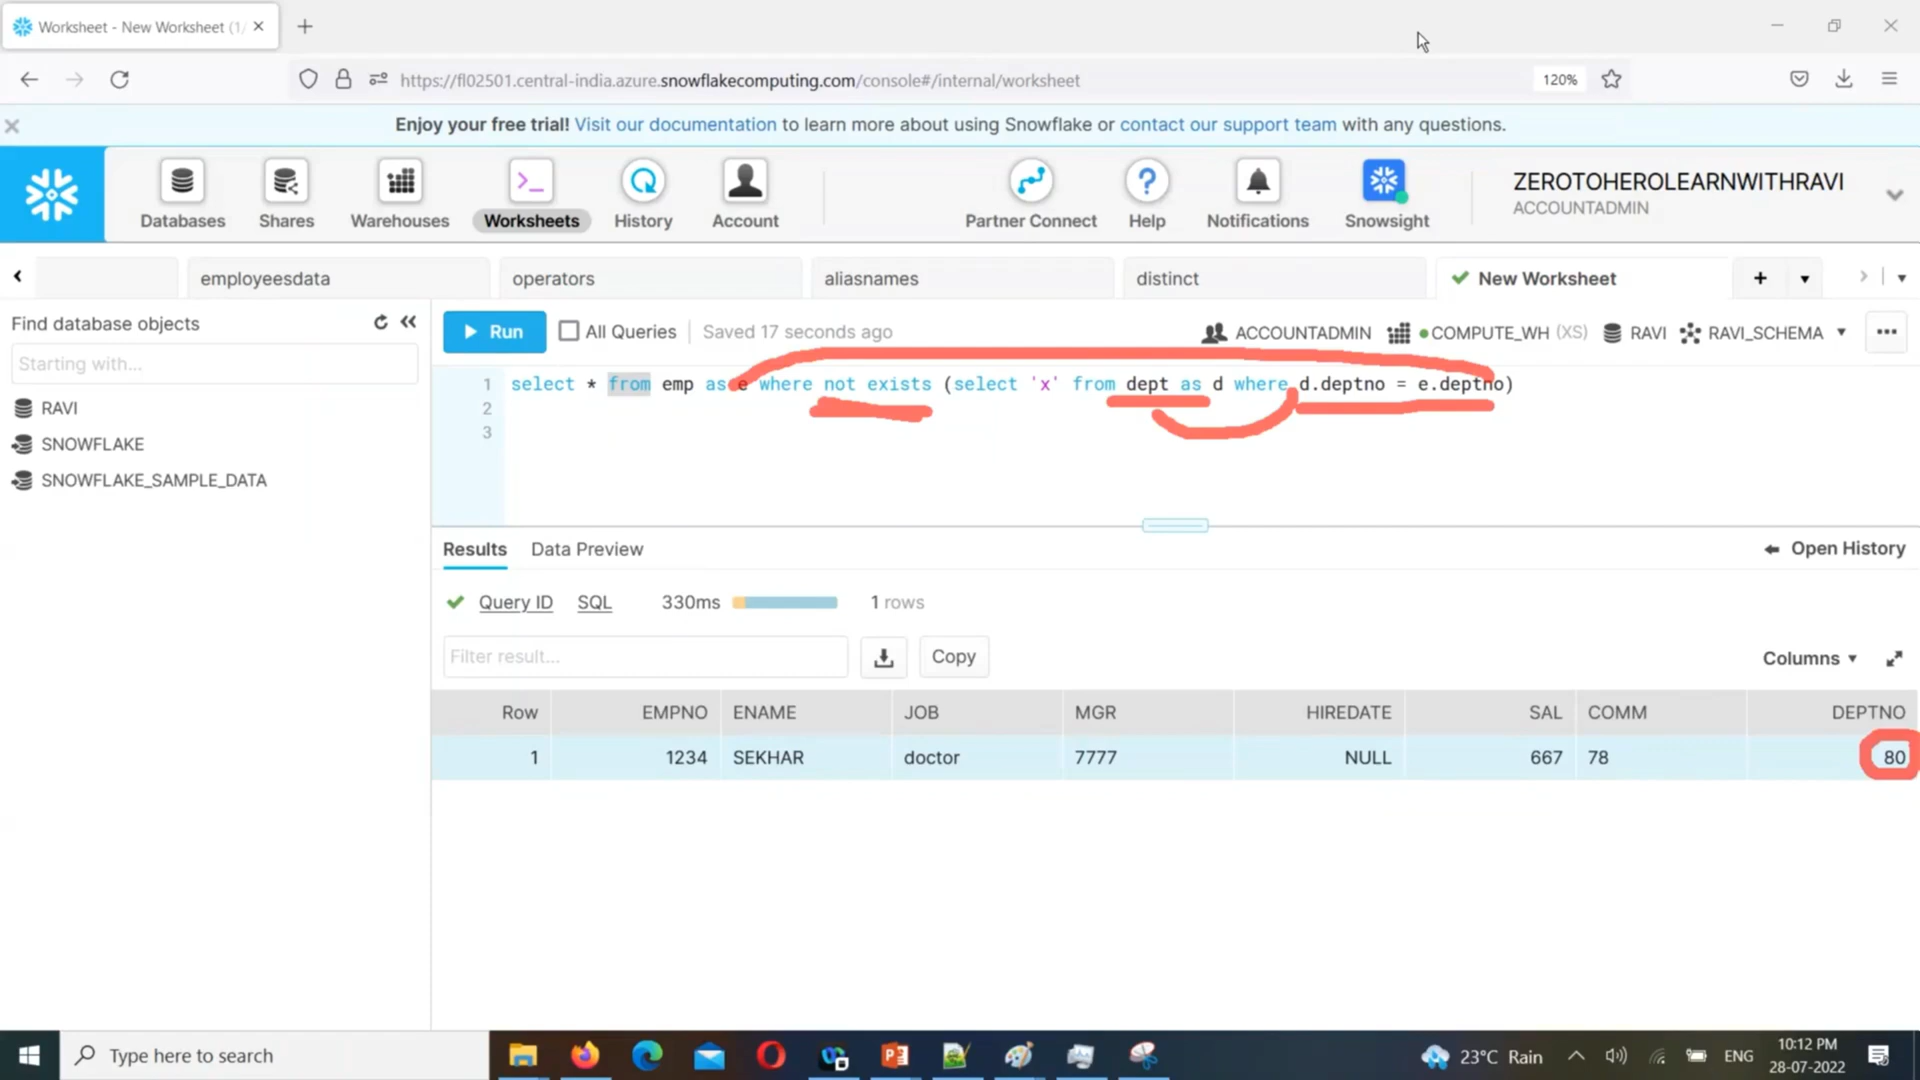 Worksheet - New Worksheet (1/
https://fl02501.central-india.azure.snowflakecomputing.com/console#/internal/worksheet
120%
Enjoy your free trial! Visit our documentation to learn more about using Snowflake or contact our support team with any questions.
Databases
Shares
Warehouses
Worksheets
History
Account
Partner Connect
Help
Notifications
Snowsight
ZEROTOHEROLEARNWITHRAVI
ACCOUNTADMIN
employeesdata
operators
aliasnames
distinct
New Worksheet
Find database objects
Starting with...
RAVI
SNOWFLAKE
SNOWFLAKE_SAMPLE_DATA
Run
All Queries
Saved 17 seconds ago
ACCOUNTADMIN
COMPUTE_WH (XS)
RAVI
RAVI_SCHEMA
1 select * from emp as e where not exists (select 'x' from dept as d where d.deptno = e.deptno)
2
3
Results
Data Preview
Open History
Query ID
SQL
330ms
1 rows
Filter result...
Copy
Columns
Row EMPNO ENAME JOB MGR HIREDATE SAL COMM DEPTNO
1 1234 SEKHAR doctor 7777 NULL 667 78 80
Type here to search
23°C Rain
ENG
10:12 PM
28-07-2022